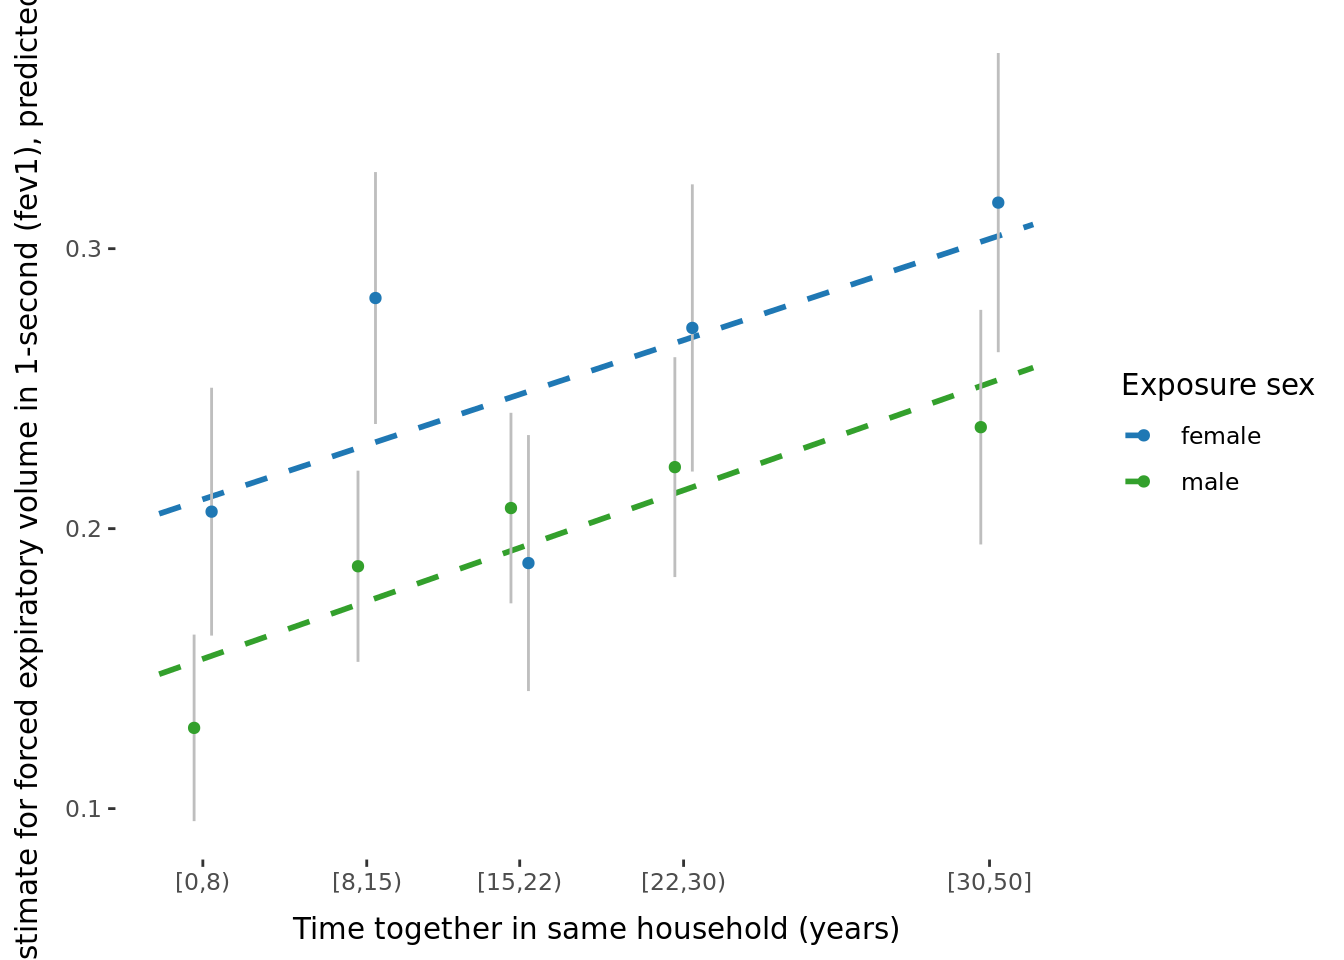 stimate for forced expiratory volume in 1-second (fev1), predicted
0.3
0.2
0.1
[0,8)
[8,15)
[15,22)
[22,30)
[30,50]
Time together in same household (years)
Exposure sex
female
male